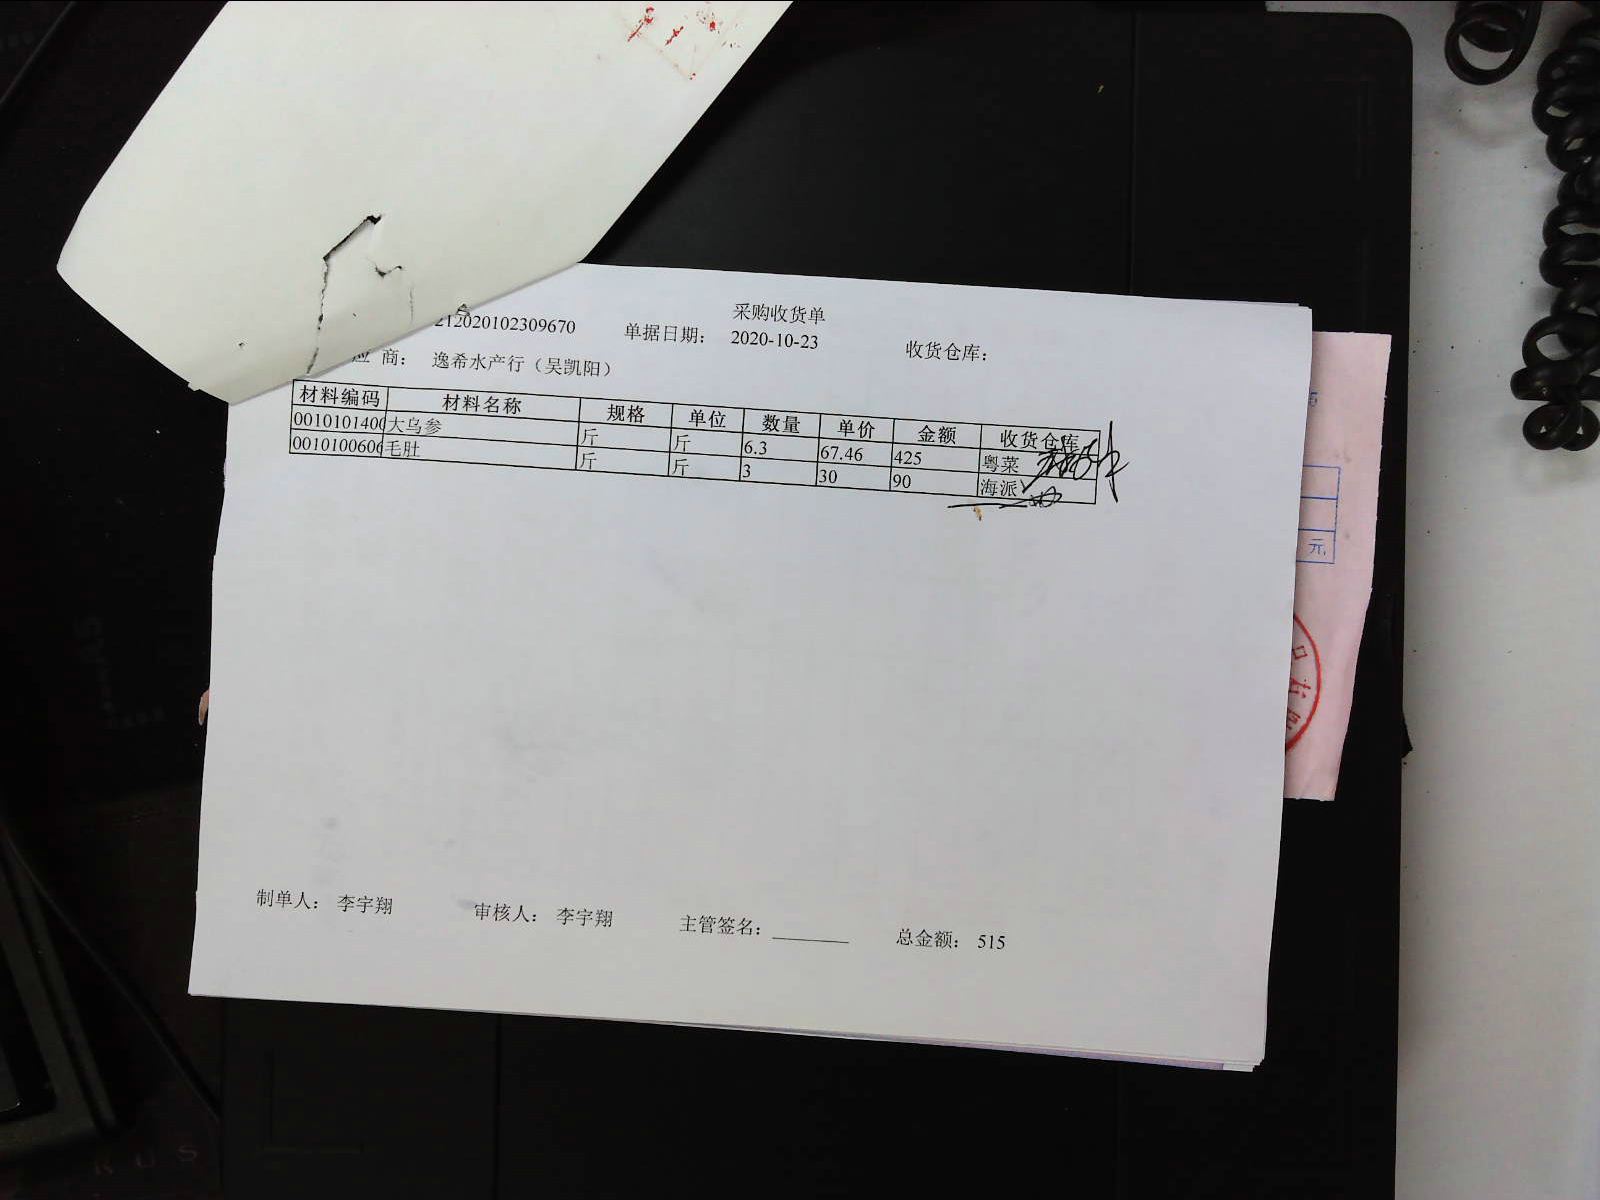 采购收货单
212020102309670 单据日期： 2020-10-23 收货仓库：
应 商： 逸希水产行（吴凯阳）
材料编码 材料名称 规格 单位 数量 单价 金额 收货仓库
0010101400 大乌参 斤 斤 6.3 67.46 425 粤菜
0010100606 毛肚 斤 斤 3 30 90 海派
元
制单人： 李宇翔 审核人： 李宇翔 主管签名： 总金额： 515